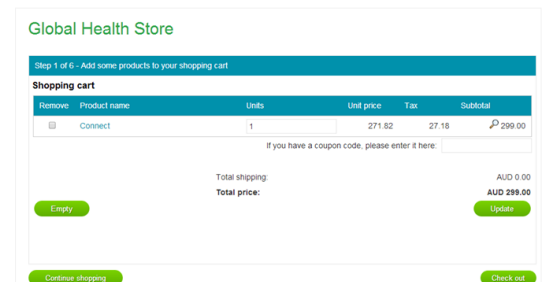 Global Health Store
Step 1 of 6 - Add some products to your shopping cart
Shopping cart
Remove Product name Units Unit price Tax Subtotal
Connect 1 271.82 27.18 299.00
If you have a coupon code, please enter it here:
Total shipping: AUD 0.00
Total price: AUD 299.00
Empty Update
Continue shopping Check out